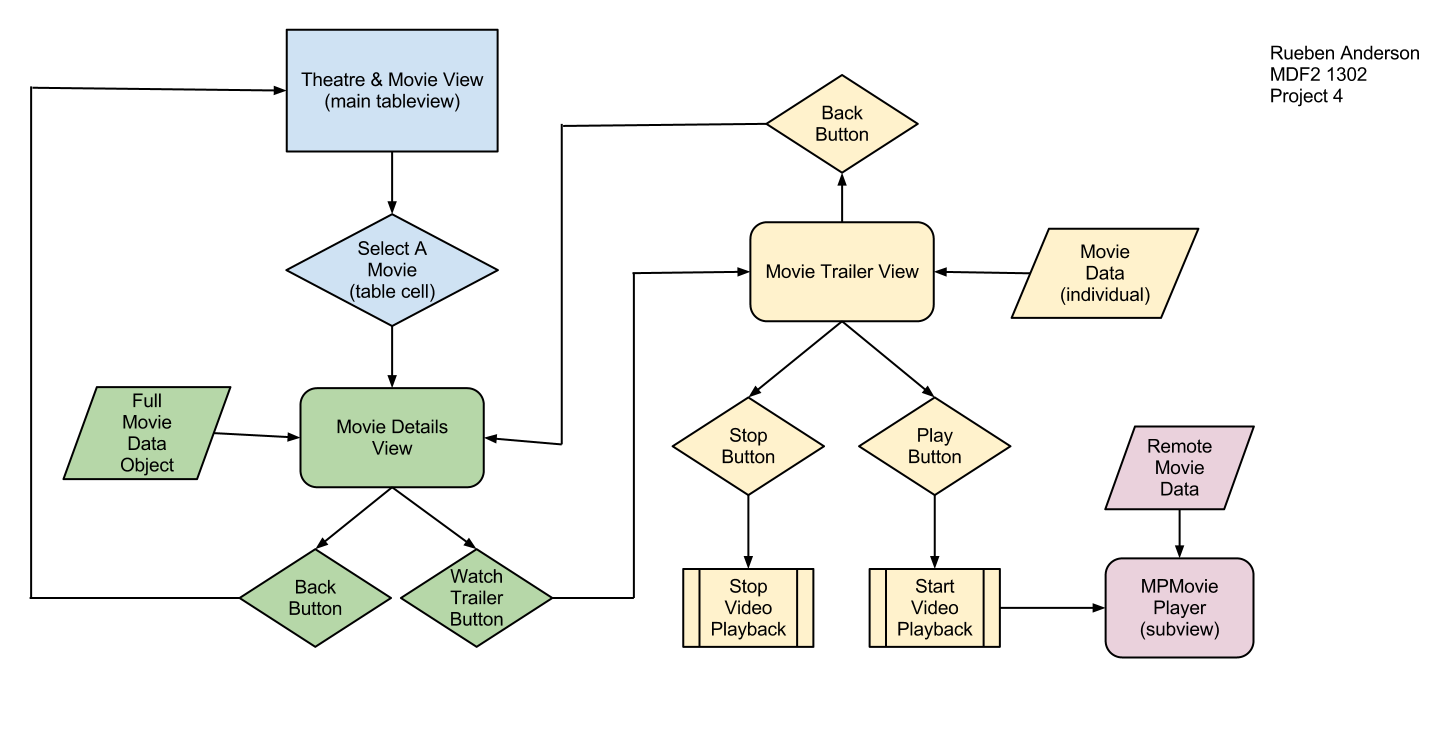 Theatre & Movie View
(main tableview)
Rueben Anderson
MDF2 1302
Project 4
Back
Button
Select A
Movie
(table cell)
Movie Trailer View
Movie
Data
(individual)
Full
Movie
Data
Object
Movie Details
View
Stop
Button
Play
Button
Remote
Movie
Data
Back
Button
Watch
Trailer
Button
Stop
Video
Playback
Start
Video
Playback
MPMovie
Player
(subview)